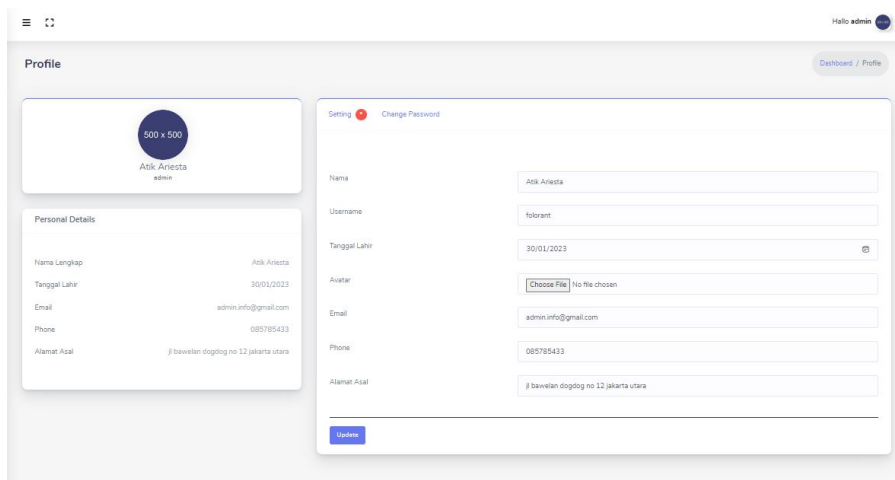 Hallo admin
Profile
Dashboard / Profile
500 x 500
Atik Ariesta
admin
Personal Details
Nama Lengkap Atik Ariesta
Tanggal Lahir 30/01/2023
Email admin.info@gmail.com
Phone 085785433
Alamat Asal jl bawelan dogdog no 12 jakarta utara
Setting * Change Password
Nama Atik Ariesta
Username folorant
Tanggal Lahir 30/01/2023
Avatar Choose File No file chosen
Email admin.info@gmail.com
Phone 085785433
Alamat Asal jl bawelan dogdog no 12 jakarta utara
Update